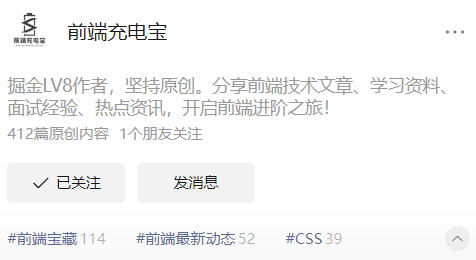 前端充电宝
前端充电宝
掘金LV8作者，坚持原创。分享前端技术文章、学习资料、
面试经验、热点资讯，开启前端进阶之旅！
412篇原创内容 1个朋友关注
已关注 发消息
#前端宝藏 114 #前端最新动态 52 #CSS 39